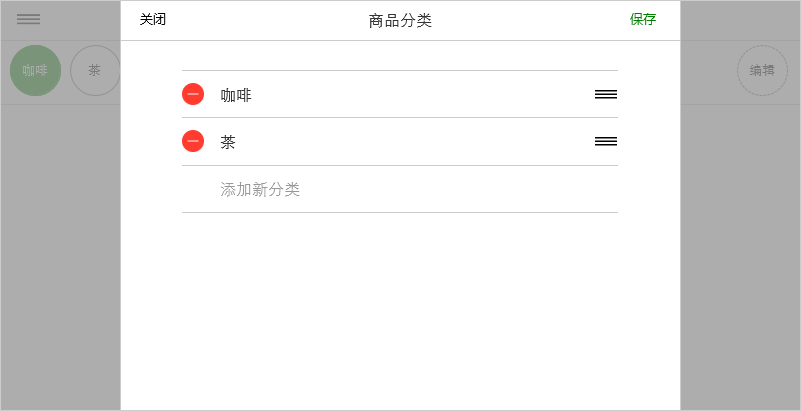 关闭 商品分类 保存
咖啡 茶 编辑
咖啡
茶
添加新分类